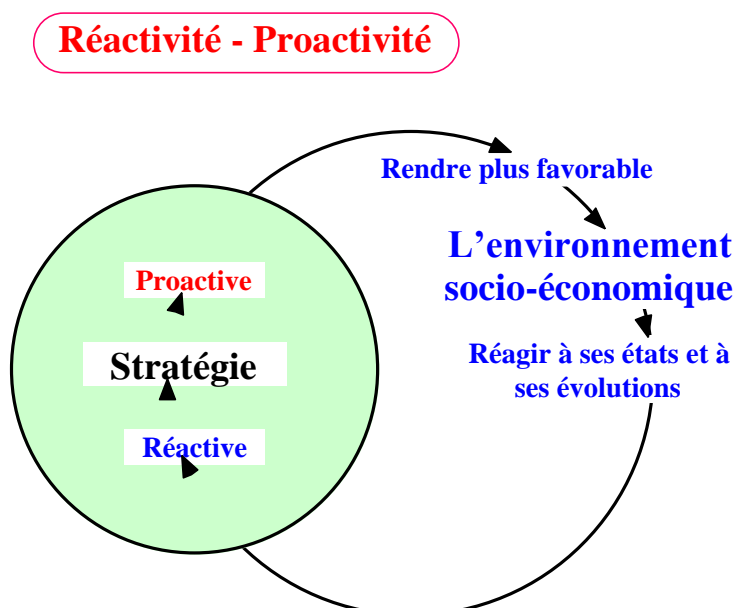 Réactivité - Proactivité
Rendre plus favorable
L’environnement
socio-économique
Proactive
Réagir à ses états et à
ses évolutions
Stratégie
Réactive